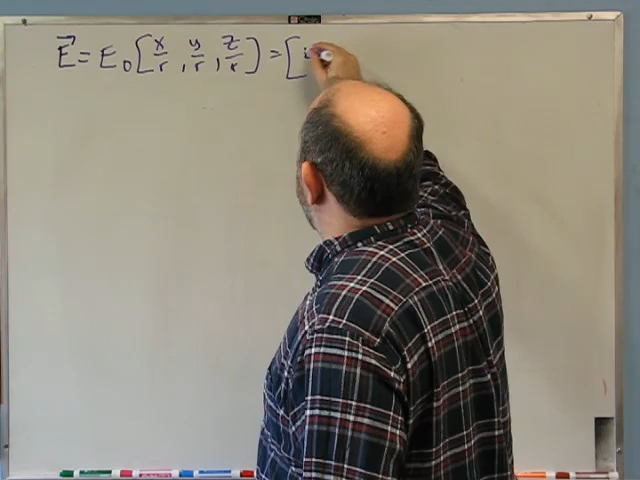 E⃗ = E₀ [x/r, y/r, z/r] = [